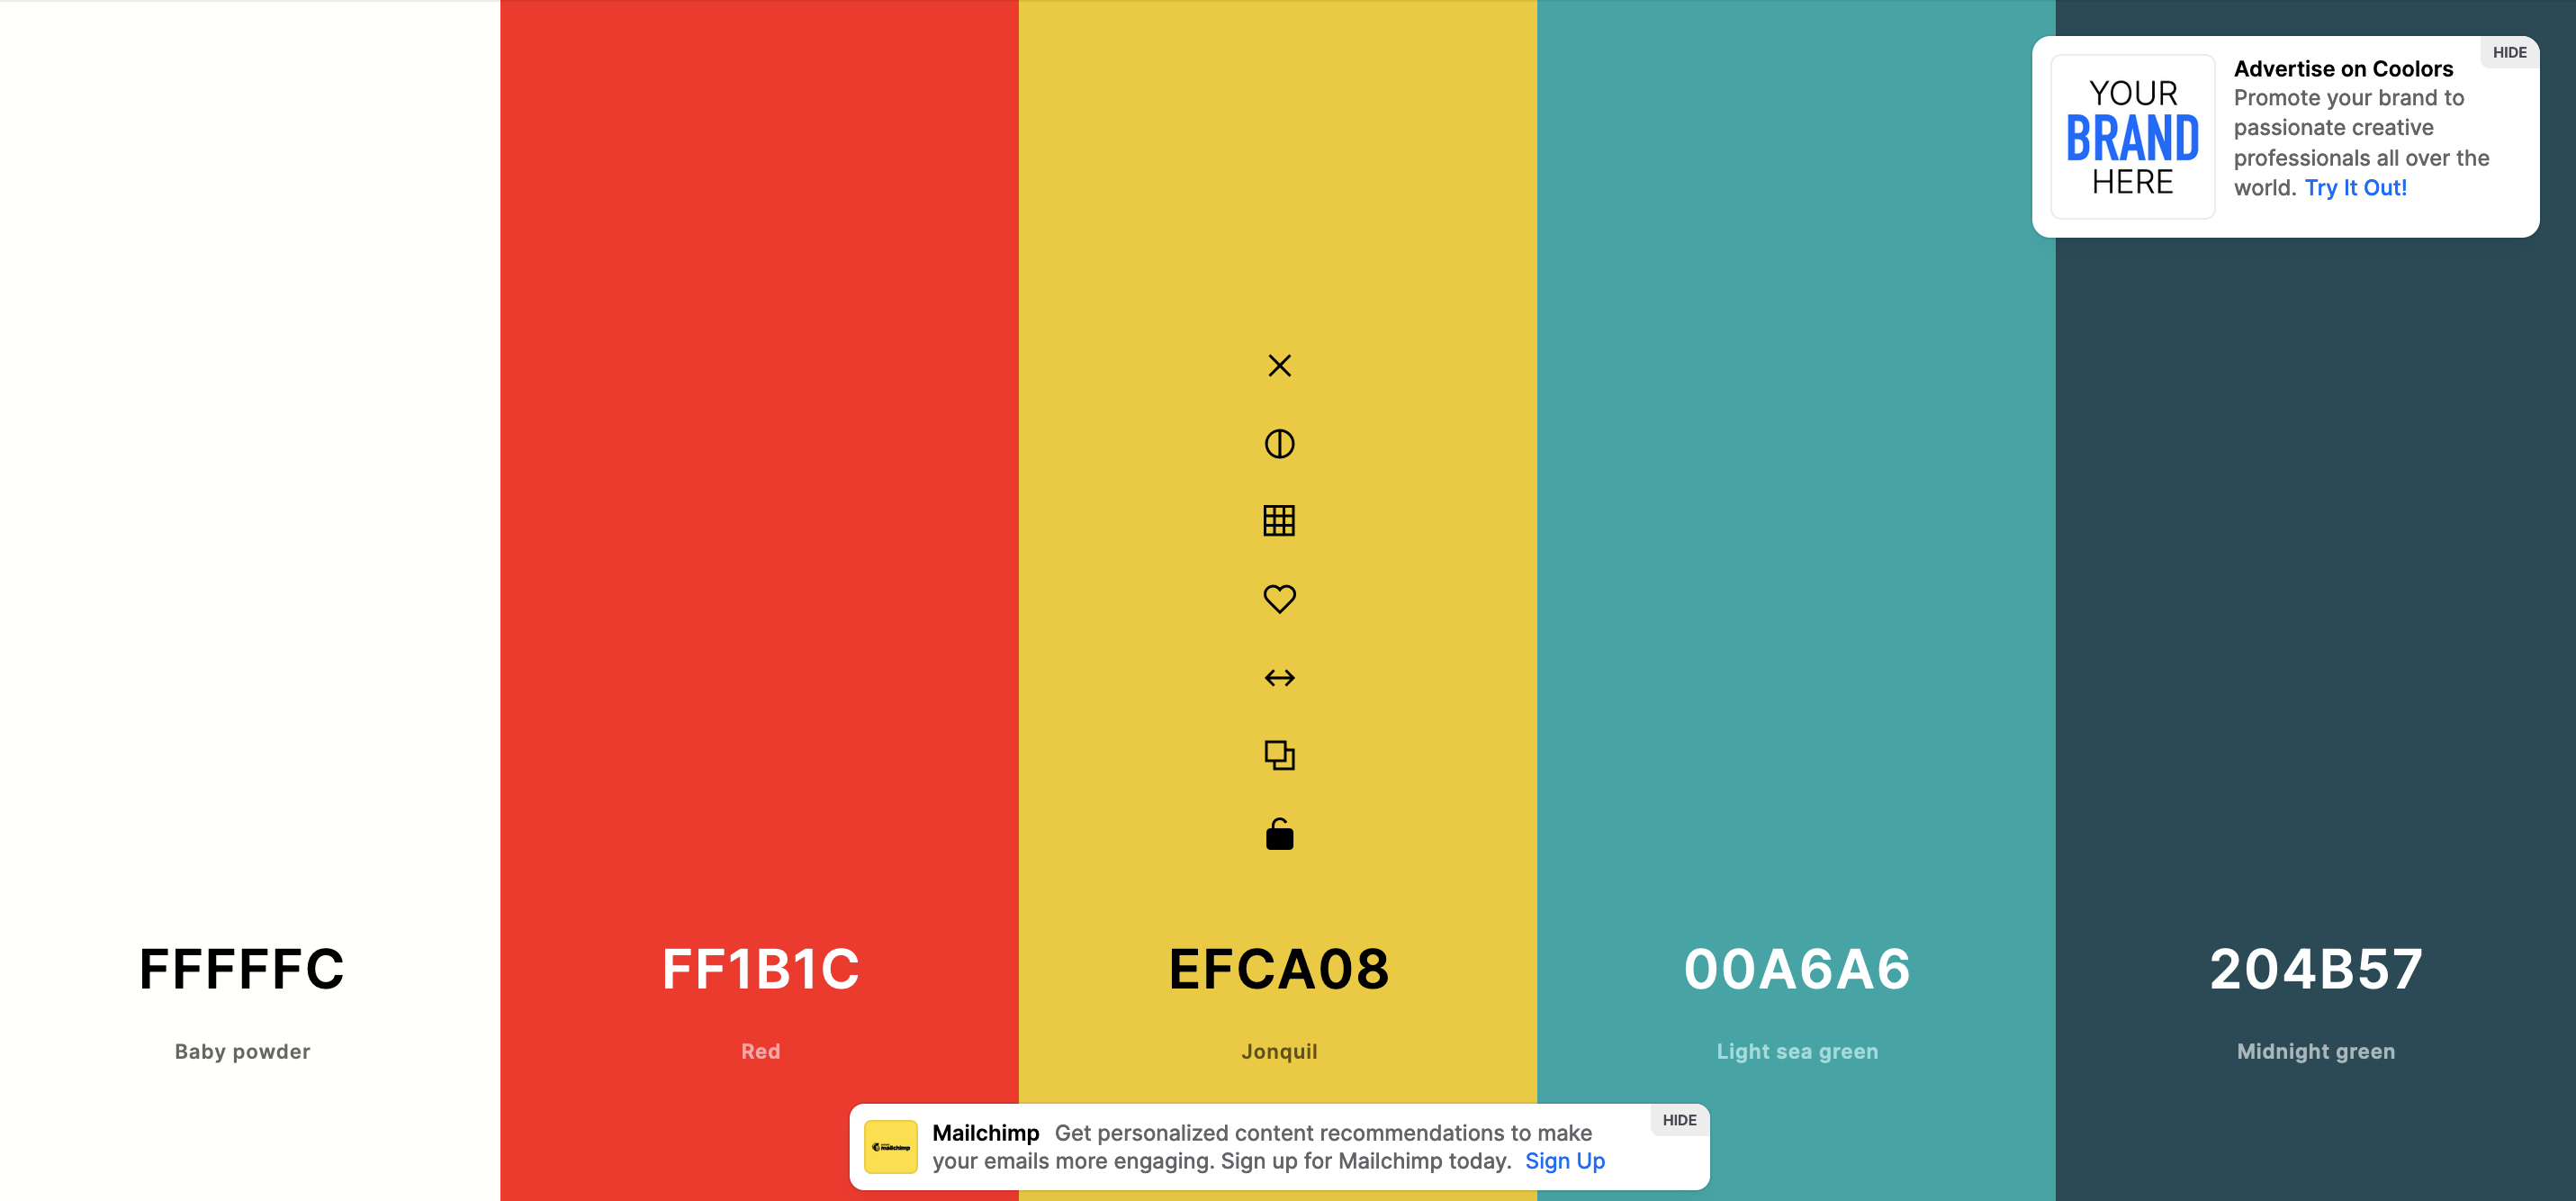 HIDE
YOUR
BRAND
HERE
Advertise on Coolors
Promote your brand to
passionate creative
professionals all over the
world. Try It Out!
FFFFFC
Baby powder
FF1B1C
Red
EFCA08
Jonquil
00A6A6
Light sea green
204B57
Midnight green
HIDE
mailchimp
Mailchimp Get personalized content recommendations to make
your emails more engaging. Sign up for Mailchimp today. Sign Up